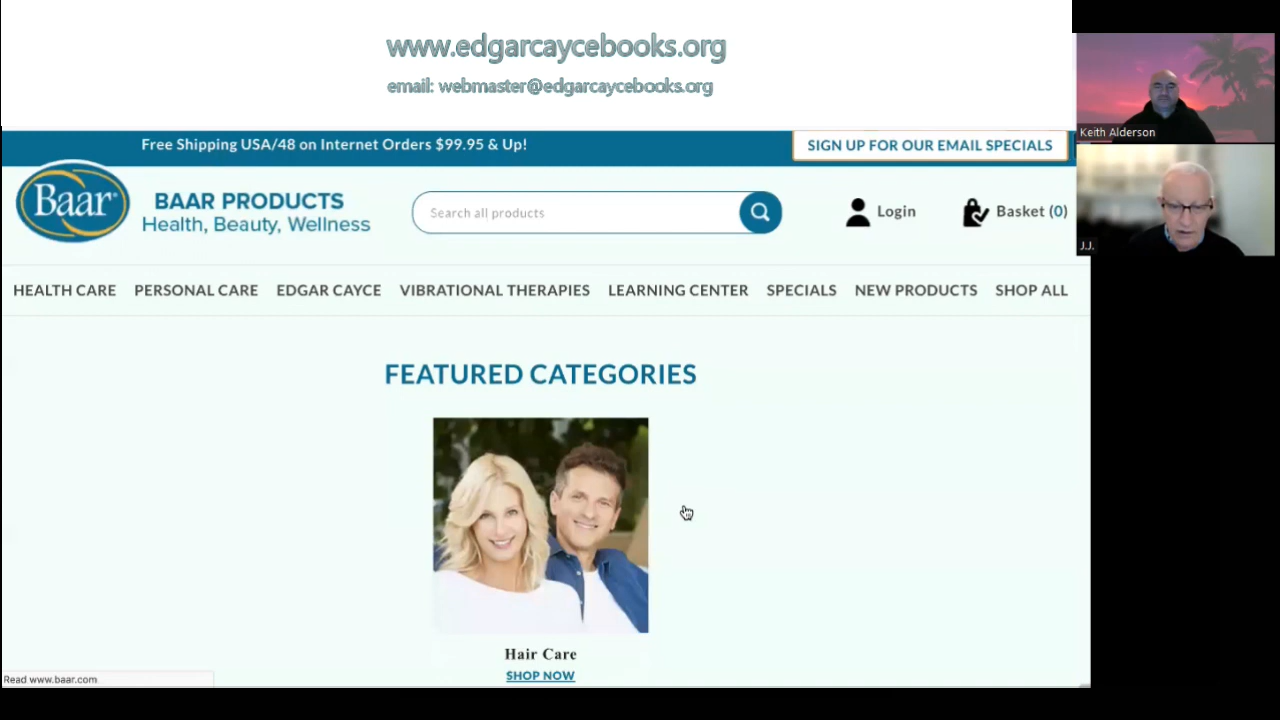 www.edgarcaycebooks.org
email: webmaster@edgarcaycebooks.org
Keith Alderson
Free Shipping USA/48 on Internet Orders $99.95 & Up!
SIGN UP FOR OUR EMAIL SPECIALS
Baar
BAAR PRODUCTS
Health, Beauty, Wellness
Search all products
Login
Basket (0)
J.J.
HEALTH CARE PERSONAL CARE EDGAR CAYCE VIBRATIONAL THERAPIES LEARNING CENTER SPECIALS NEW PRODUCTS SHOP ALL
FEATURED CATEGORIES
Hair Care
SHOP NOW
Read www.baar.com